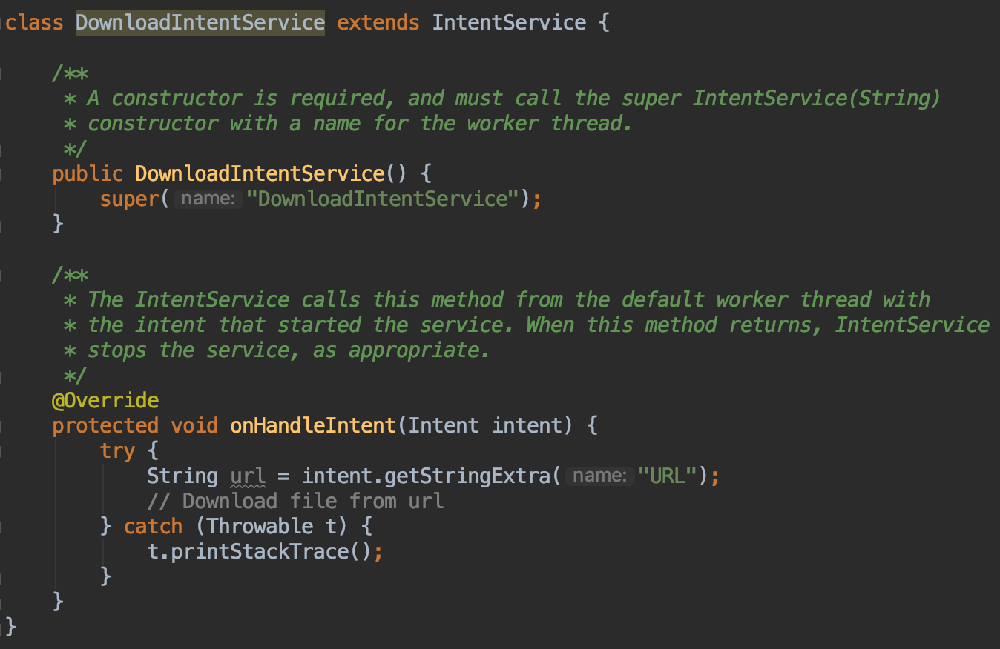 class DownloadIntentService extends IntentService {
/**
* A constructor is required, and must call the super IntentService(String)
* constructor with a name for the worker thread.
*/
public DownloadIntentService() {
super( name: "DownloadIntentService");
}
/**
* The IntentService calls this method from the default worker thread with
* the intent that started the service. When this method returns, IntentService
* stops the service, as appropriate.
*/
@Override
protected void onHandleIntent(Intent intent) {
try {
String url = intent.getStringExtra( name: "URL");
// Download file from url
} catch (Throwable t) {
t.printStackTrace();
}
}
}